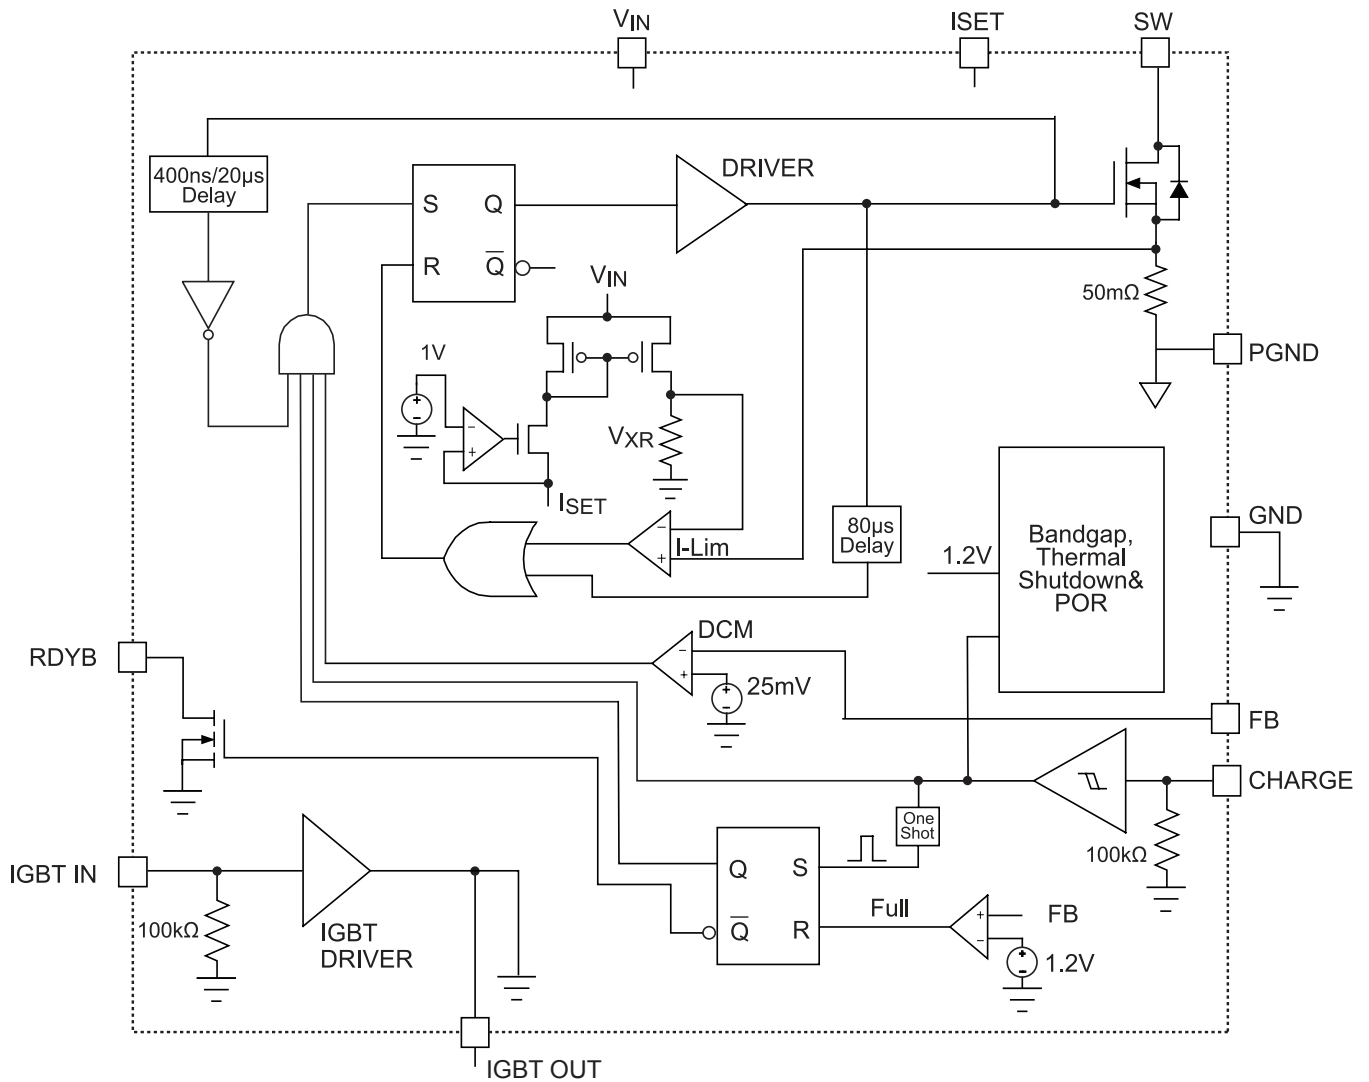 VIN
ISET
SW
400ns/20µs
Delay
S
Q
R
Q
DRIVER
50mΩ
PGND
VIN
1V
+
−
−
+
VXR
ISET
−
+
I-Lim
80µs
Delay
1.2V
Bandgap,
Thermal
Shutdown&
POR
GND
RDYB
DCM
−
+
+
−
25mV
FB
CHARGE
100kΩ
One
Shot
Q
S
Q
R
Full
+
−
FB
+
−
1.2V
IGBT IN
100kΩ
IGBT
DRIVER
IGBT OUT